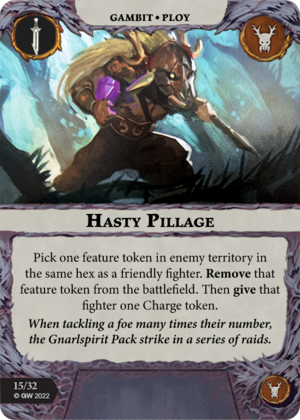 GAMBIT • PLOY
HASTY PILLAGE
Pick one feature token in enemy territory in
the same hex as a friendly fighter. Remove that
feature token from the battlefield. Then give that
fighter one Charge token.
When tackling a foe many times their number,
the Gnarlspirit Pack strike in a series of raids.
15/32
© GW 2022